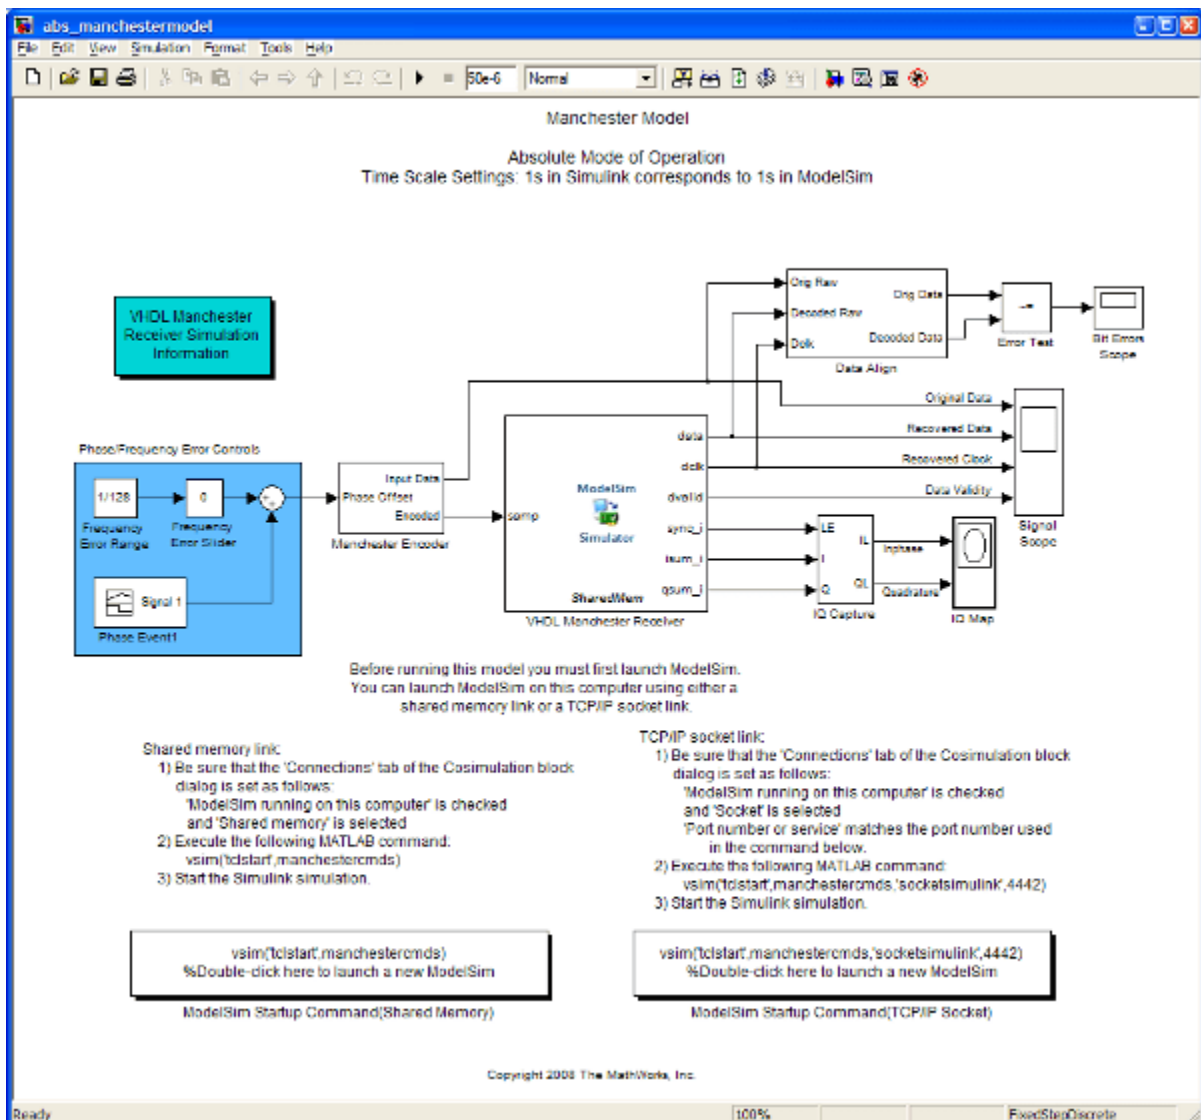 abs_manchestermodel
File Edit View Simulation Format Tools Help
50e-6 Normal
Manchester Model
Absolute Mode of Operation
Time Scale Settings: 1s in Simulink corresponds to 1s in ModelSim
VHDL Manchester
Receiver Simulation
Information
Orig Raw
Decoded Raw
Dclk
Orig Data
Decoded Data
Data Align
~=
Error Test
Bit Errors
Scope
Phase/Frequency Error Controls
1/128
Frequency
Error Range
0
Frequency
Error Slider
Signal 1
Phase Event1
Phase Offset
Input Data
Encoded
Manchester Encoder
samp
ModelSim
Simulator
SharedMem
data
dclk
dvalid
sync_i
isum_i
qsum_i
VHDL Manchester Receiver
Original Data
Recovered Data
Recovered Clock
Data Validity
Signal
Scope
LE
I
Q
IL
QL
IQ Capture
Inphase
Quadrature
IQ Map
Before running this model you must first launch ModelSim.
You can launch ModelSim on this computer using either a
shared memory link or a TCP/IP socket link.
Shared memory link:
1) Be sure that the 'Connections' tab of the Cosimulation block
dialog is set as follows:
'ModelSim running on this computer' is checked
and 'Shared memory' is selected
2) Execute the following MATLAB command:
vsim('tclstart',manchestercmds)
3) Start the Simulink simulation.
TCP/IP socket link:
1) Be sure that the 'Connections' tab of the Cosimulation block
dialog is set as follows:
'ModelSim running on this computer' is checked
and 'Socket' is selected
'Port number or service' matches the port number used
in the command below.
2) Execute the following MATLAB command:
vsim('tclstart',manchestercmds,'socketsimulink',4442)
3) Start the Simulink simulation.
vsim('tclstart',manchestercmds)
%Double-click here to launch a new ModelSim
ModelSim Startup Command(Shared Memory)
vsim('tclstart',manchestercmds,'socketsimulink',4442)
%Double-click here to launch a new ModelSim
ModelSim Startup Command(TCP/IP Socket)
Copyright 2008 The MathWorks, Inc.
Ready 100% FixedStepDiscrete